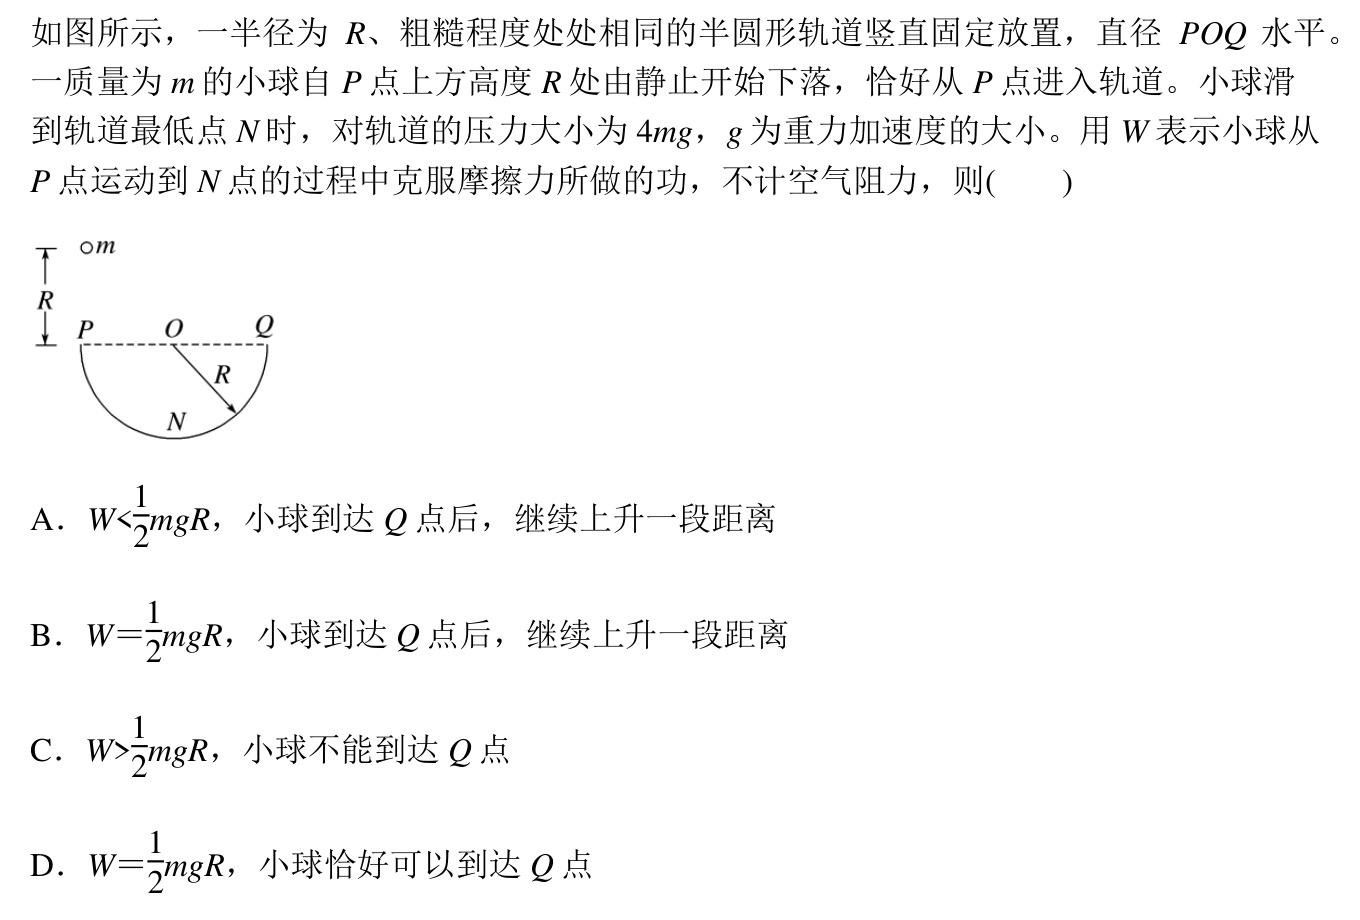 如图所示，一半径为 R、粗糙程度处处相同的半圆形轨道竖直固定放置，直径 POQ 水平。
一质量为 m 的小球自 P 点上方高度 R 处由静止开始下落，恰好从 P 点进入轨道。小球滑
到轨道最低点 N 时，对轨道的压力大小为 4mg，g 为重力加速度的大小。用 W 表示小球从
P 点运动到 N 点的过程中克服摩擦力所做的功，不计空气阻力，则(　　)
m
R
P O Q
R
N
A．W<1/2mgR，小球到达 Q 点后，继续上升一段距离
B．W＝1/2mgR，小球到达 Q 点后，继续上升一段距离
C．W>1/2mgR，小球不能到达 Q 点
D．W＝1/2mgR，小球恰好可以到达 Q 点